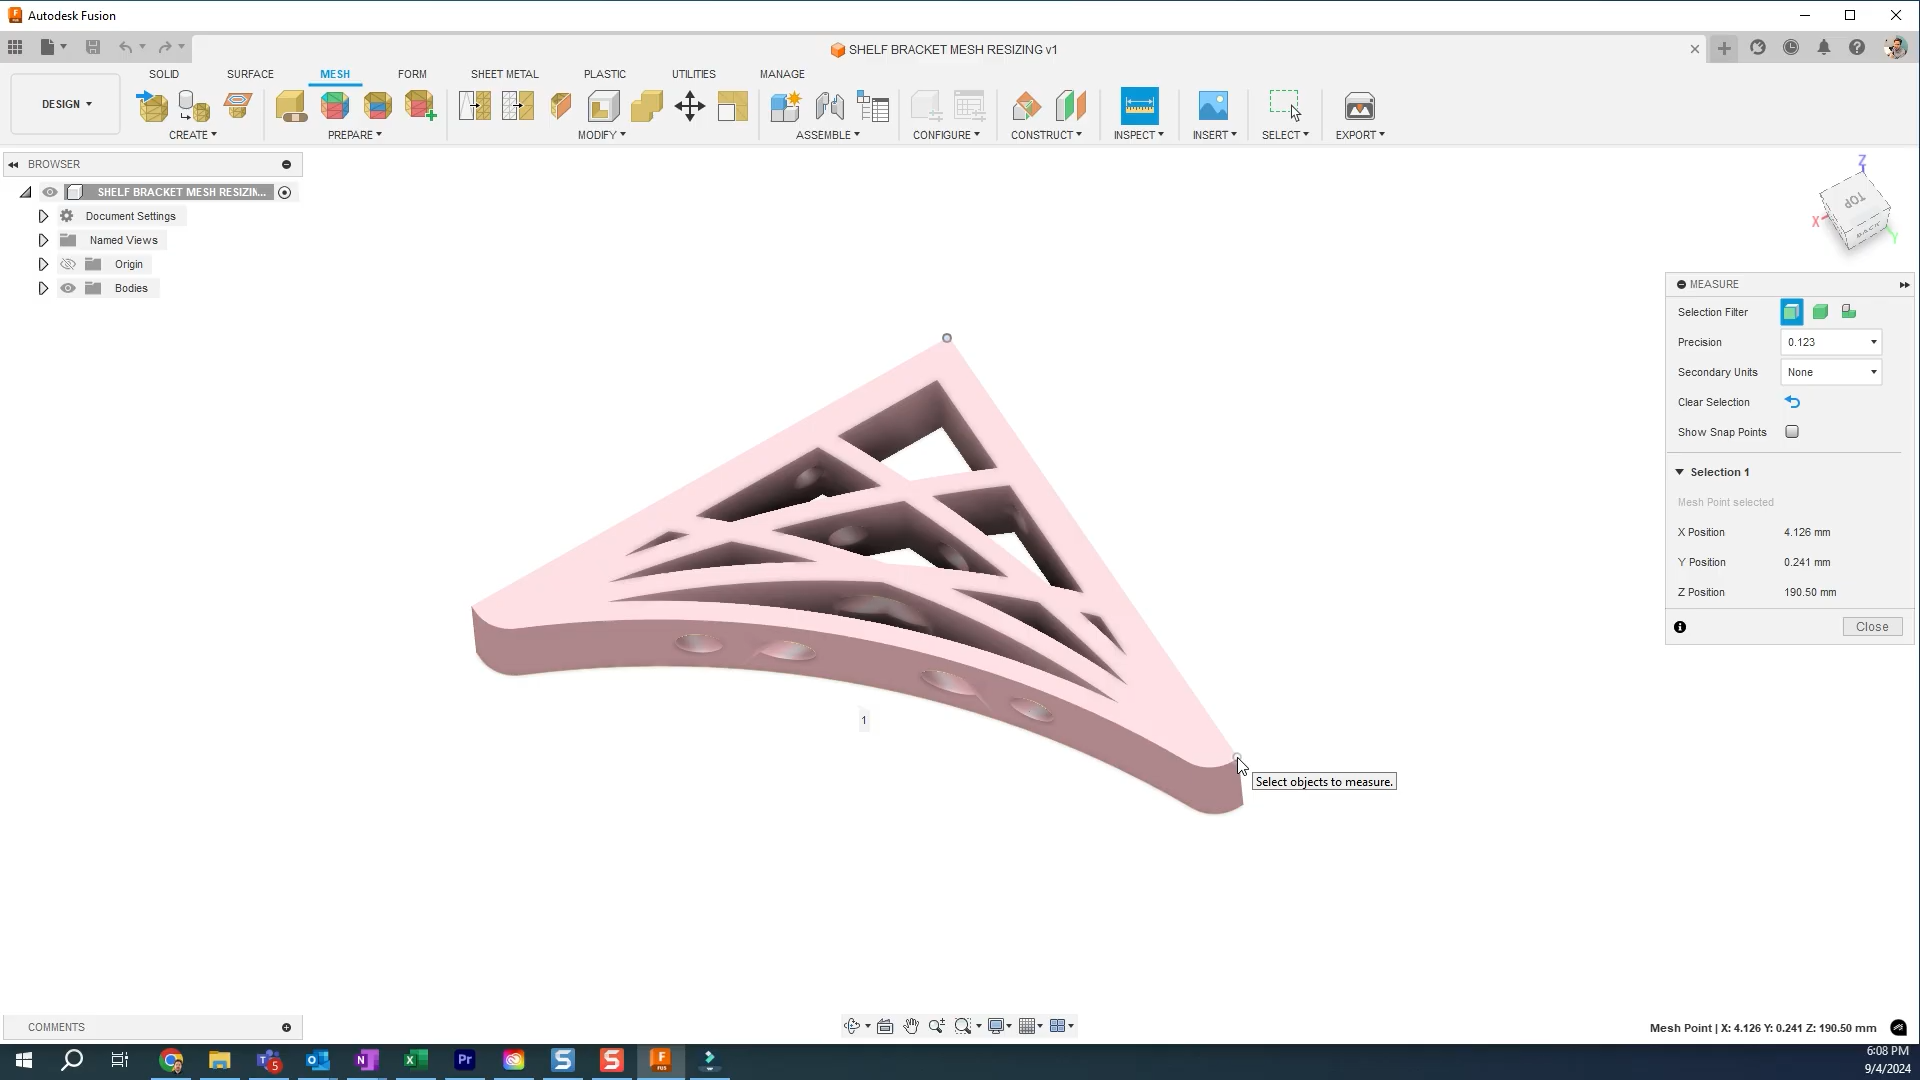 Autodesk Fusion
SHELF BRACKET MESH RESIZING v1
DESIGN
SOLID SURFACE MESH FORM SHEET METAL PLASTIC UTILITIES MANAGE
CREATE PREPARE MODIFY ASSEMBLE CONFIGURE CONSTRUCT INSPECT INSERT SELECT EXPORT
BROWSER
SHELF BRACKET MESH RESIZIN...
Document Settings
Named Views
Origin
Bodies
Z
TOP
BACK
X
Y
MEASURE
Selection Filter
Precision 0.123
Secondary Units None
Clear Selection
Show Snap Points
Selection 1
Mesh Point selected
X Position 4.126 mm
Y Position 0.241 mm
Z Position 190.50 mm
Close
1
Select objects to measure.
COMMENTS
Mesh Point | X: 4.126 Y: 0.241 Z: 190.50 mm
6:08 PM
9/4/2024